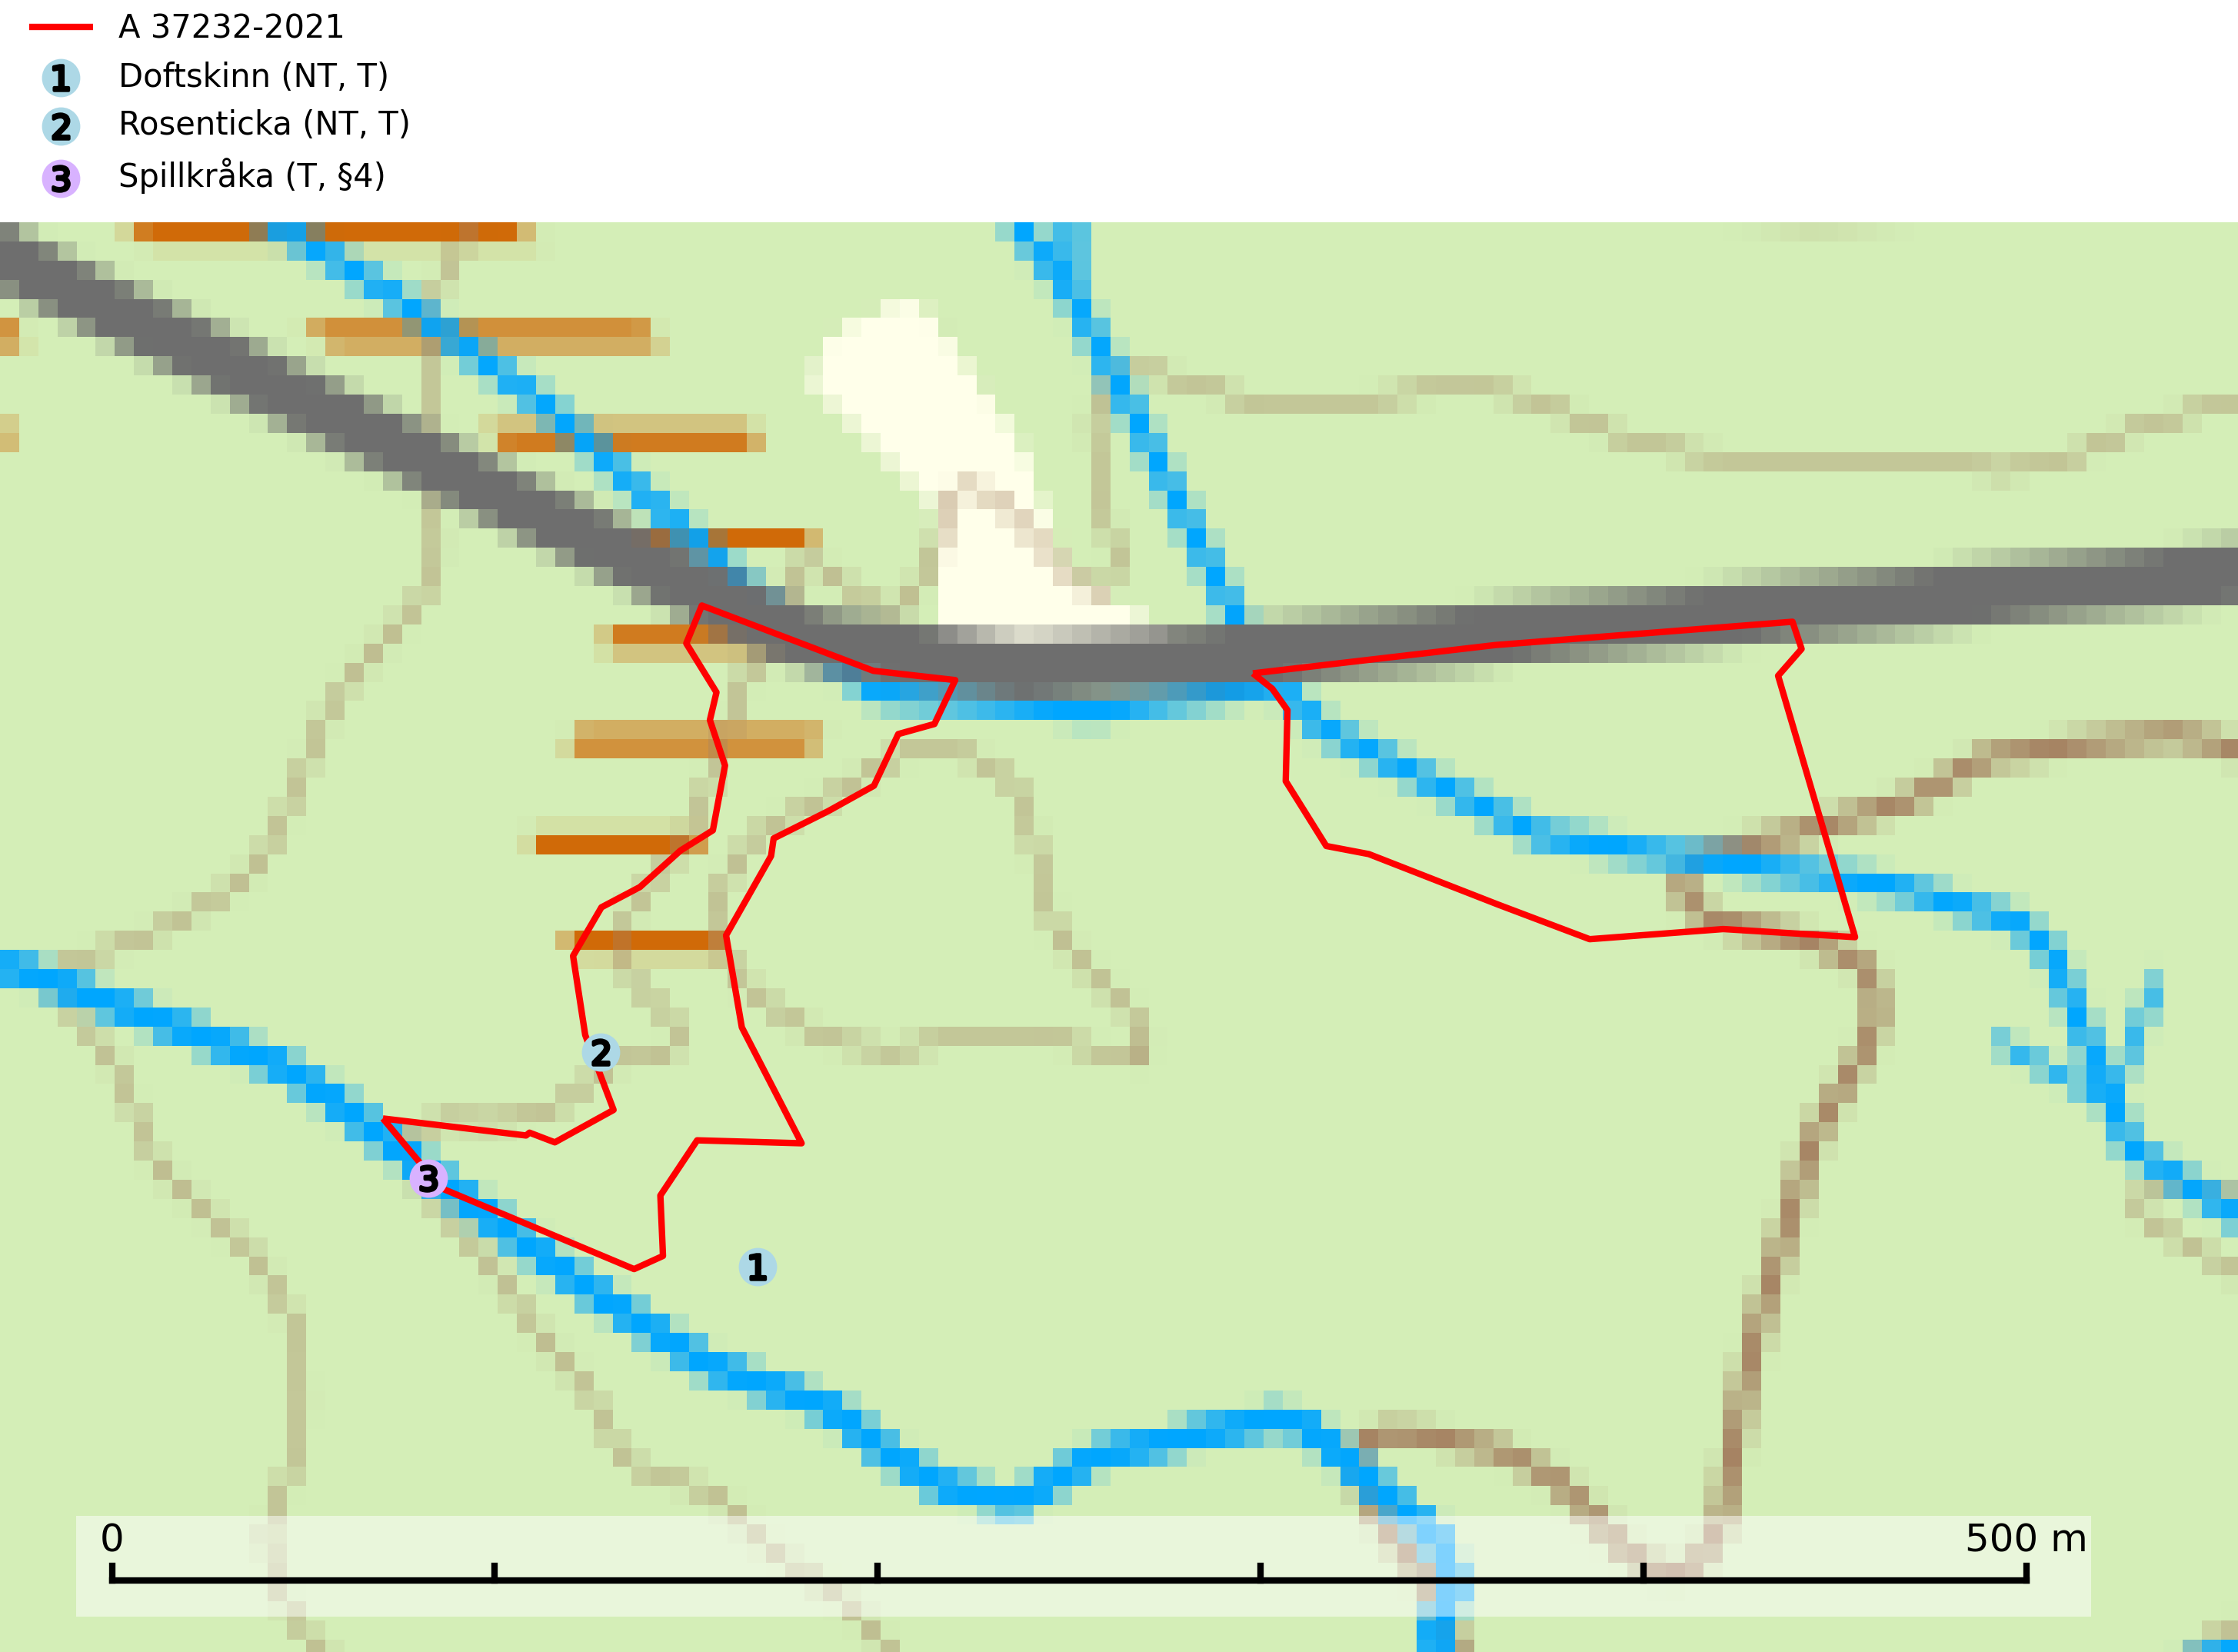 A 37232-2021
1 Doftskinn (NT, T)
2 Rosenticka (NT, T)
3 Spillkråka (T, §4)
2
3
1
0 500 m